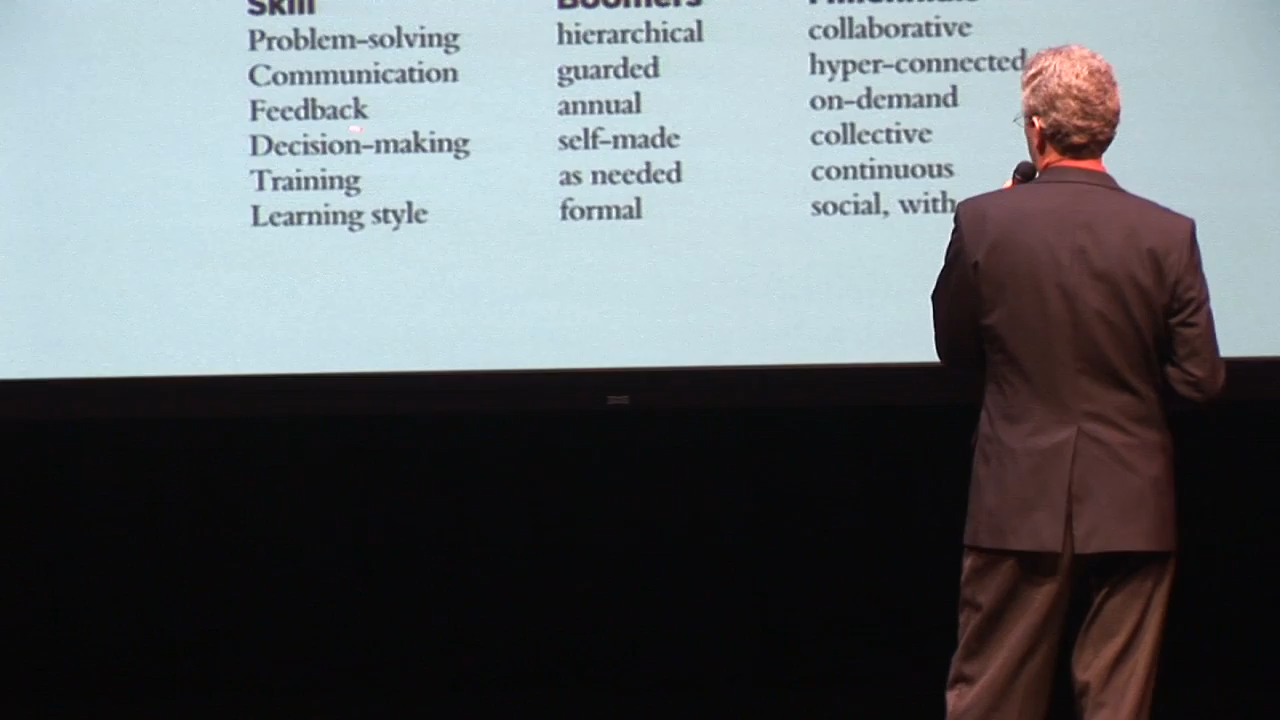 Skill Boomers Millennials
Problem-solving hierarchical collaborative
Communication guarded hyper-connected
Feedback annual on-demand
Decision-making self-made collective
Training as needed continuous
Learning style formal social, with